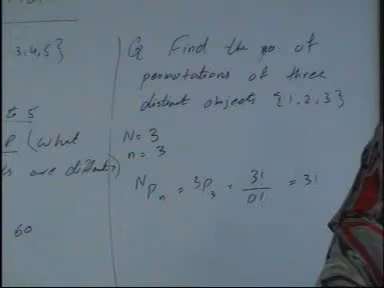 3,4,5}
to 5
P (what
60
Q Find the no. of
permutations of three
distinct objects {1,2,3}
N = 3
n = 3
NPn = 3P3 = 3!/0! = 3!